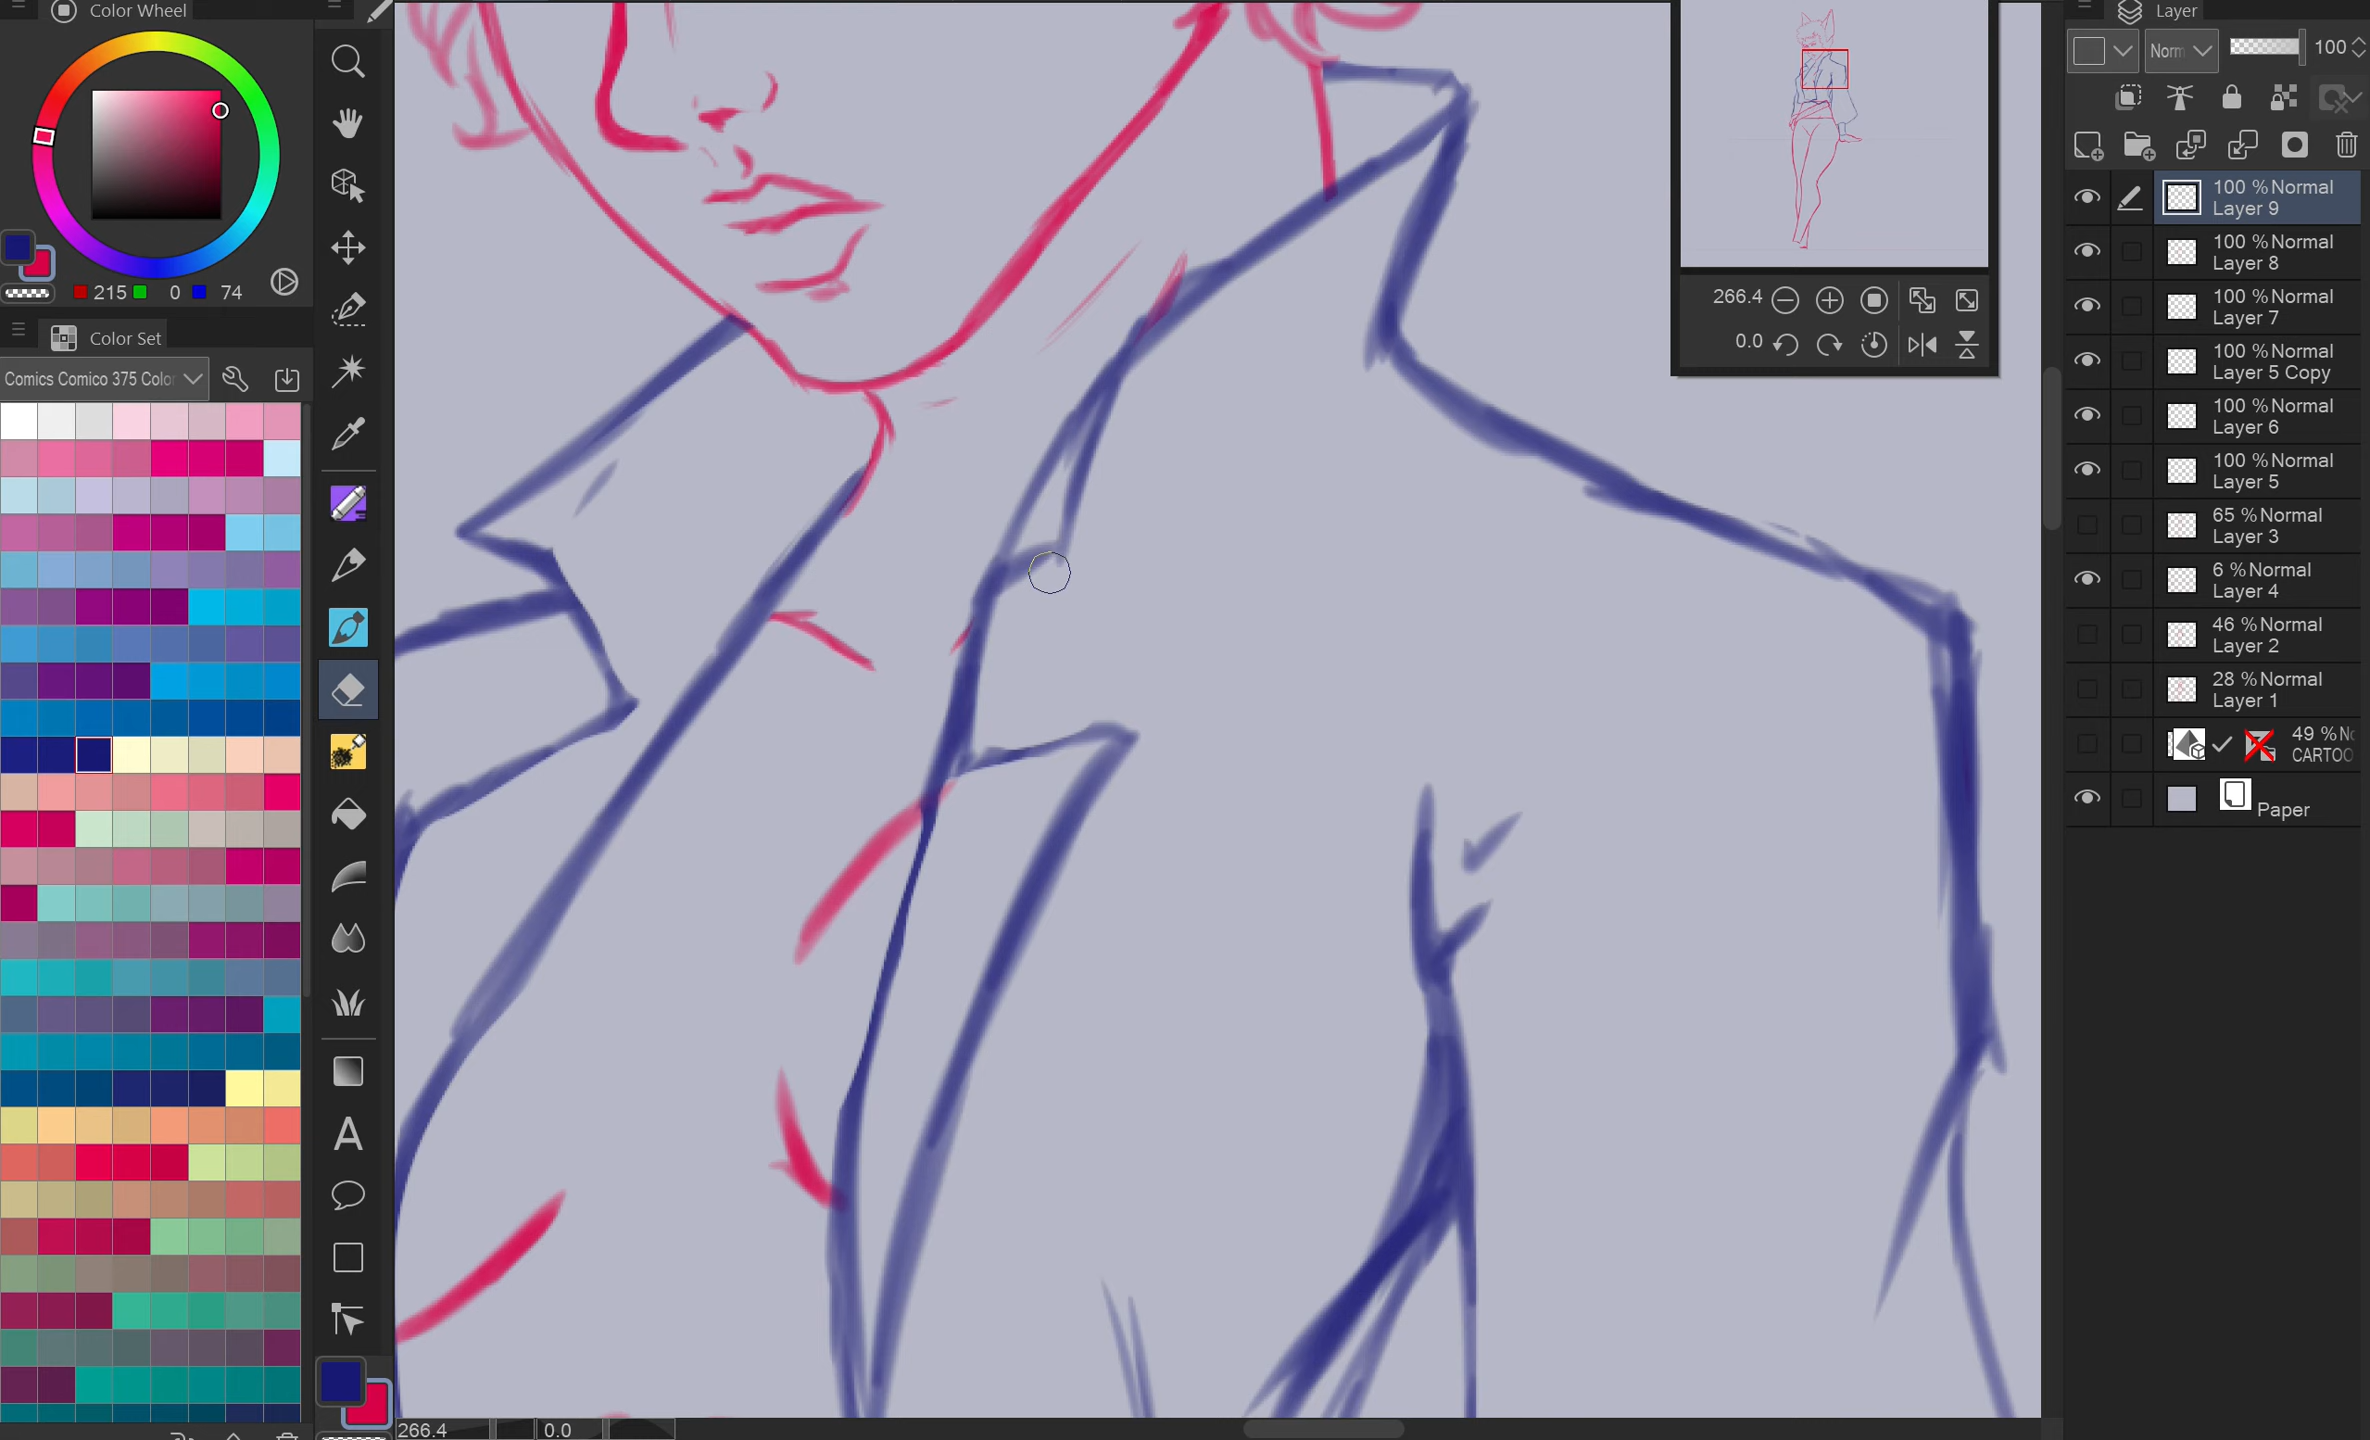 Color Wheel
215 0 74
Color Set
Comics Comico 375 Color
A
266.4 0.0
266.4
0.0
Layer
Norm 100
100 % Normal
Layer 9
100 % Normal
Layer 8
100 % Normal
Layer 7
100 % Normal
Layer 5 Copy
100 % Normal
Layer 6
100 % Normal
Layer 5
65 % Normal
Layer 3
6 % Normal
Layer 4
46 % Normal
Layer 2
28 % Normal
Layer 1
49 % No
CARTOO
Paper